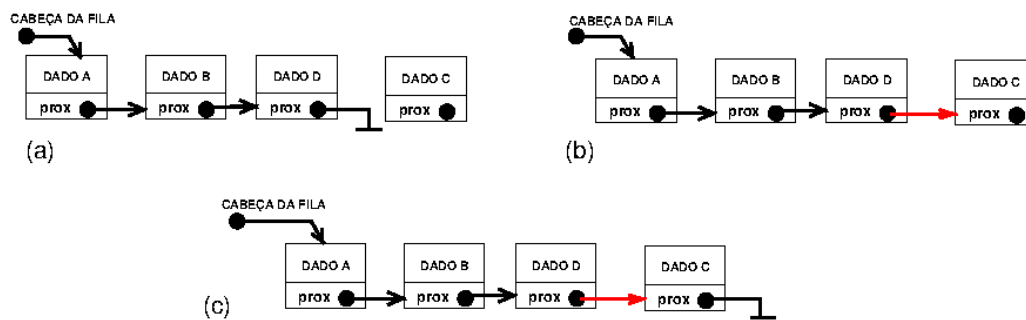 CABEÇA DA FILA
DADO A DADO B DADO D DADO C
prox prox prox prox
(a)
CABEÇA DA FILA
DADO A DADO B DADO D DADO C
prox prox prox prox
(b)
CABEÇA DA FILA
DADO A DADO B DADO D DADO C
prox prox prox prox
(c)